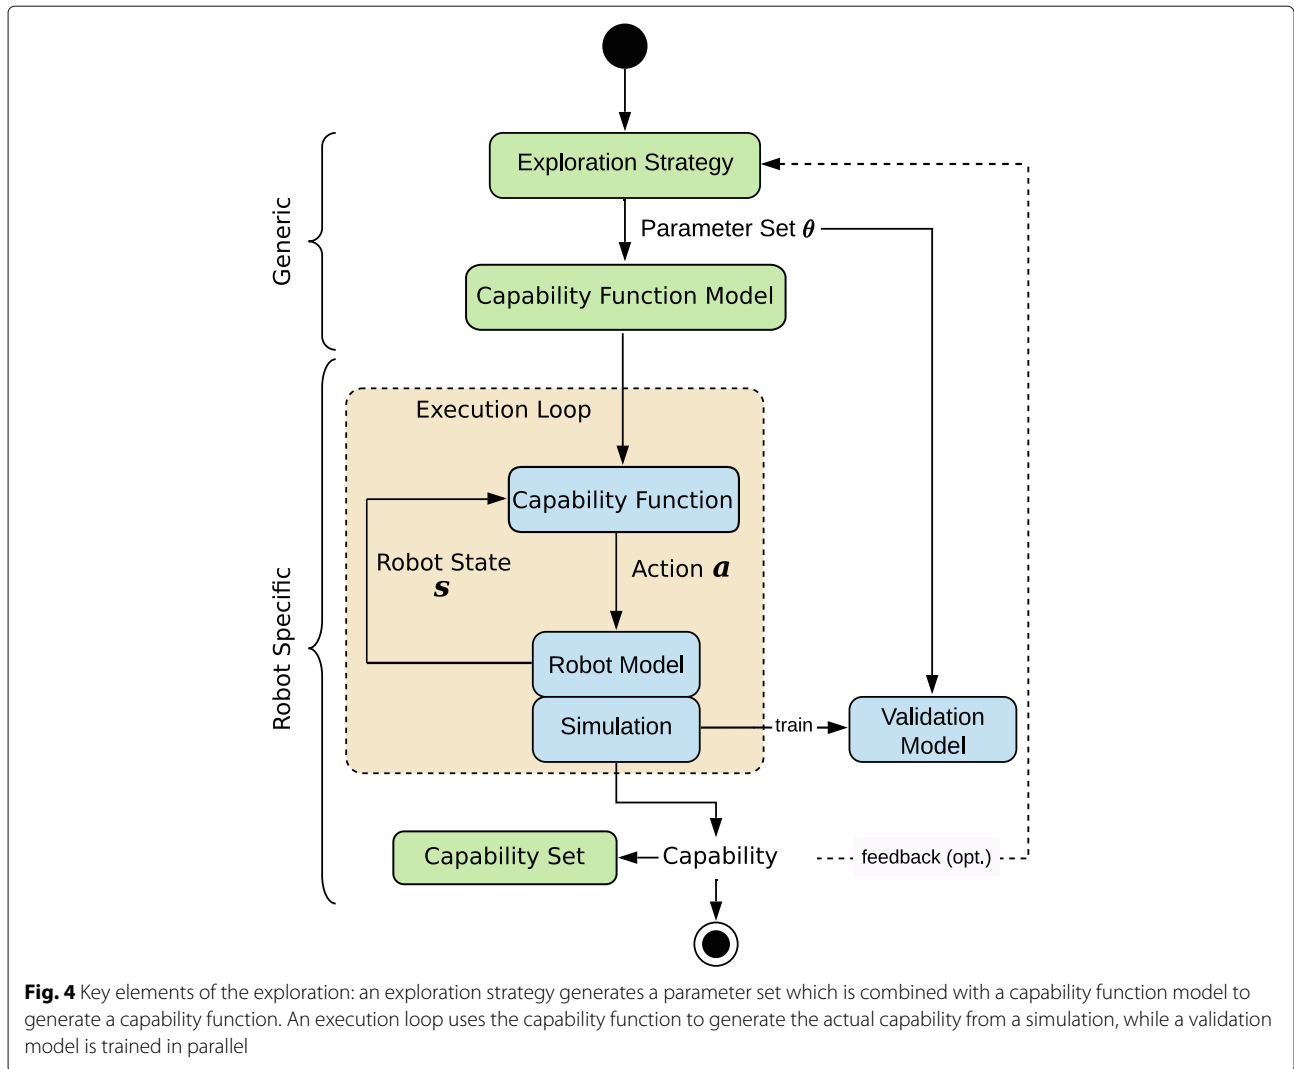 Exploration Strategy
Generic
Parameter Set θ
Capability Function Model
Execution Loop
Capability Function
Robot State
s
Action a
Robot Specific
Robot Model
Simulation
train
Validation
Model
Capability Set
Capability
feedback (opt.)
Fig. 4 Key elements of the exploration: an exploration strategy generates a parameter set which is combined with a capability function model to
generate a capability function. An execution loop uses the capability function to generate the actual capability from a simulation, while a validation
model is trained in parallel